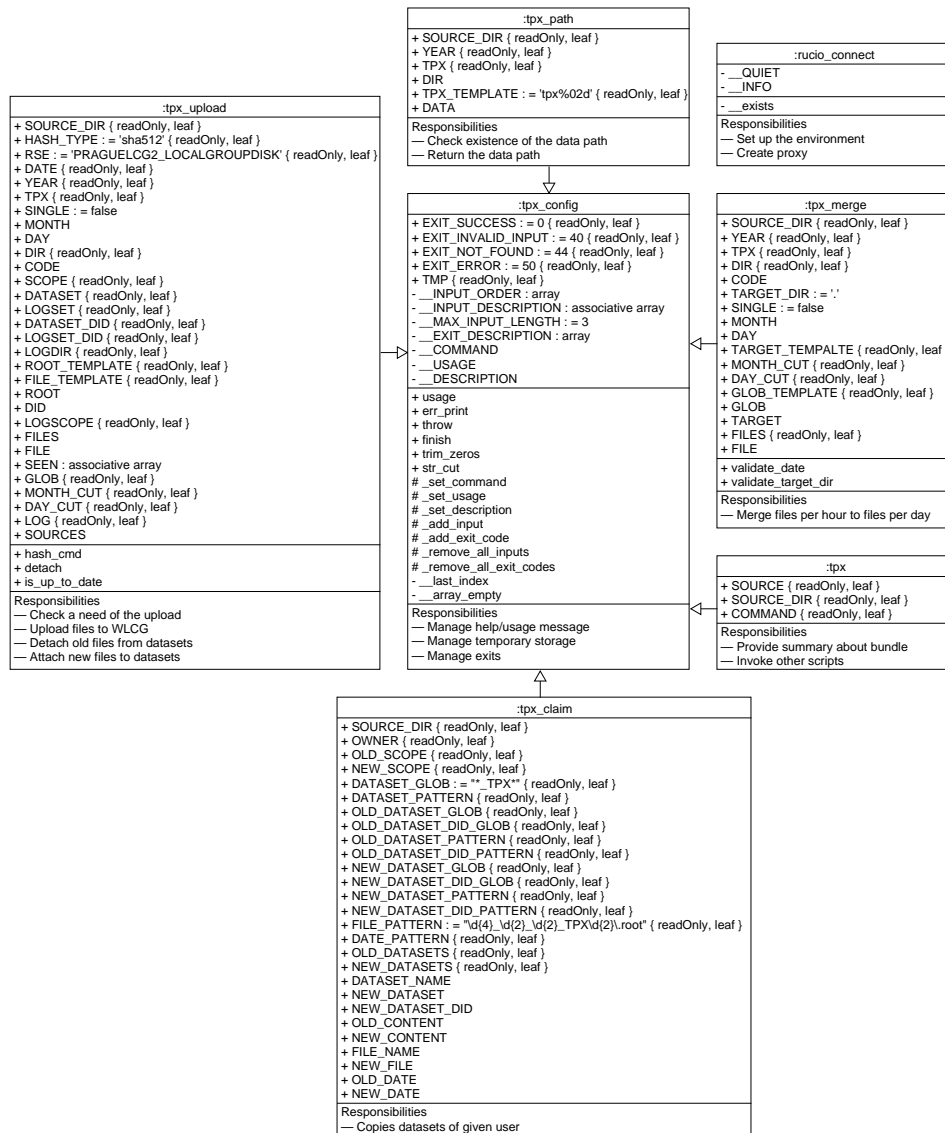 :tpx_path
+ SOURCE_DIR { readOnly, leaf }
+ YEAR { readOnly, leaf }
+ TPX { readOnly, leaf }
+ DIR
+ TPX_TEMPLATE : = 'tpx%02d' { readOnly, leaf }
+ DATA
Responsibilities
— Check existence of the data path
— Return the data path
:rucio_connect
- __QUIET
- __INFO
- __exists
Responsibilities
— Set up the environment
— Create proxy
:tpx_upload
+ SOURCE_DIR { readOnly, leaf }
+ HASH_TYPE : = 'sha512' { readOnly, leaf }
+ RSE : = 'PRAGUELCG2_LOCALGROUPDISK' { readOnly, leaf }
+ DATE { readOnly, leaf }
+ YEAR { readOnly, leaf }
+ TPX { readOnly, leaf }
+ SINGLE : = false
+ MONTH
+ DAY
+ DIR { readOnly, leaf }
+ CODE
+ SCOPE { readOnly, leaf }
+ DATASET { readOnly, leaf }
+ LOGSET { readOnly, leaf }
+ DATASET_DID { readOnly, leaf }
+ LOGSET_DID { readOnly, leaf }
+ LOGDIR { readOnly, leaf }
+ ROOT_TEMPLATE { readOnly, leaf }
+ FILE_TEMPLATE { readOnly, leaf }
+ ROOT
+ DID
+ LOGSCOPE { readOnly, leaf }
+ FILES
+ FILE
+ SEEN : associative array
+ GLOB { readOnly, leaf }
+ MONTH_CUT { readOnly, leaf }
+ DAY_CUT { readOnly, leaf }
+ LOG { readOnly, leaf }
+ SOURCES
+ hash_cmd
+ detach
+ is_up_to_date
Responsibilities
— Check a need of the upload
— Upload files to WLCG
— Detach old files from datasets
— Attach new files to datasets
:tpx_config
+ EXIT_SUCCESS : = 0 { readOnly, leaf }
+ EXIT_INVALID_INPUT : = 40 { readOnly, leaf }
+ EXIT_NOT_FOUND : = 44 { readOnly, leaf }
+ EXIT_ERROR : = 50 { readOnly, leaf }
+ TMP { readOnly, leaf }
- __INPUT_ORDER : array
- __INPUT_DESCRIPTION : associative array
- __MAX_INPUT_LENGTH : = 3
- __EXIT_DESCRIPTION : array
- __COMMAND
- __USAGE
- __DESCRIPTION
+ usage
+ err_print
+ throw
+ finish
+ trim_zeros
+ str_cut
# _set_command
# _set_usage
# _set_description
# _add_input
# _add_exit_code
# _remove_all_inputs
# _remove_all_exit_codes
- __last_index
- __array_empty
Responsibilities
— Manage help/usage message
— Manage temporary storage
— Manage exits
:tpx_merge
+ SOURCE_DIR { readOnly, leaf }
+ YEAR { readOnly, leaf }
+ TPX { readOnly, leaf }
+ DIR { readOnly, leaf }
+ CODE
+ TARGET_DIR : = '.'
+ SINGLE : = false
+ MONTH
+ DAY
+ TARGET_TEMPALTE { readOnly, leaf
+ MONTH_CUT { readOnly, leaf }
+ DAY_CUT { readOnly, leaf }
+ GLOB_TEMPLATE { readOnly, leaf }
+ GLOB
+ TARGET
+ FILES { readOnly, leaf }
+ FILE
+ validate_date
+ validate_target_dir
Responsibilities
— Merge files per hour to files per day
:tpx
+ SOURCE { readOnly, leaf }
+ SOURCE_DIR { readOnly, leaf }
+ COMMAND { readOnly, leaf }
Responsibilities
— Provide summary about bundle
— Invoke other scripts
:tpx_claim
+ SOURCE_DIR { readOnly, leaf }
+ OWNER { readOnly, leaf }
+ OLD_SCOPE { readOnly, leaf }
+ NEW_SCOPE { readOnly, leaf }
+ DATASET_GLOB : = "*_TPX*" { readOnly, leaf }
+ DATASET_PATTERN { readOnly, leaf }
+ OLD_DATASET_GLOB { readOnly, leaf }
+ OLD_DATASET_DID_GLOB { readOnly, leaf }
+ OLD_DATASET_PATTERN { readOnly, leaf }
+ OLD_DATASET_DID_PATTERN { readOnly, leaf }
+ NEW_DATASET_GLOB { readOnly, leaf }
+ NEW_DATASET_DID_GLOB { readOnly, leaf }
+ NEW_DATASET_PATTERN { readOnly, leaf }
+ NEW_DATASET_DID_PATTERN { readOnly, leaf }
+ FILE_PATTERN : = "\d{4}_\d{2}_\d{2}_TPX\d{2}\.root" { readOnly, leaf }
+ DATE_PATTERN { readOnly, leaf }
+ OLD_DATASETS { readOnly, leaf }
+ NEW_DATASETS { readOnly, leaf }
+ DATASET_NAME
+ NEW_DATASET
+ NEW_DATASET_DID
+ OLD_CONTENT
+ NEW_CONTENT
+ FILE_NAME
+ NEW_FILE
+ OLD_DATE
+ NEW_DATE
Responsibilities
— Copies datasets of given user